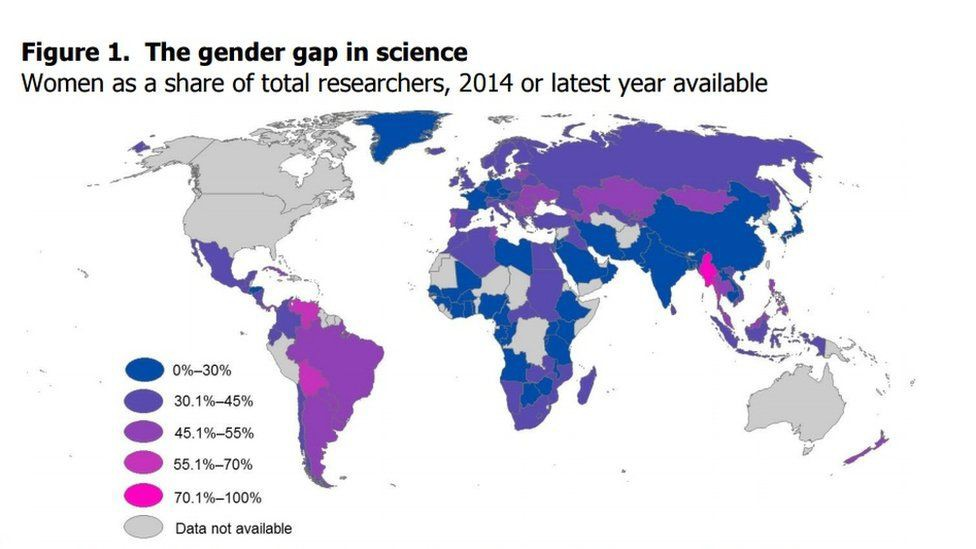 Figure 1.  The gender gap in science
Women as a share of total researchers, 2014 or latest year available
0%–30%
30.1%–45%
45.1%–55%
55.1%–70%
70.1%–100%
Data not available